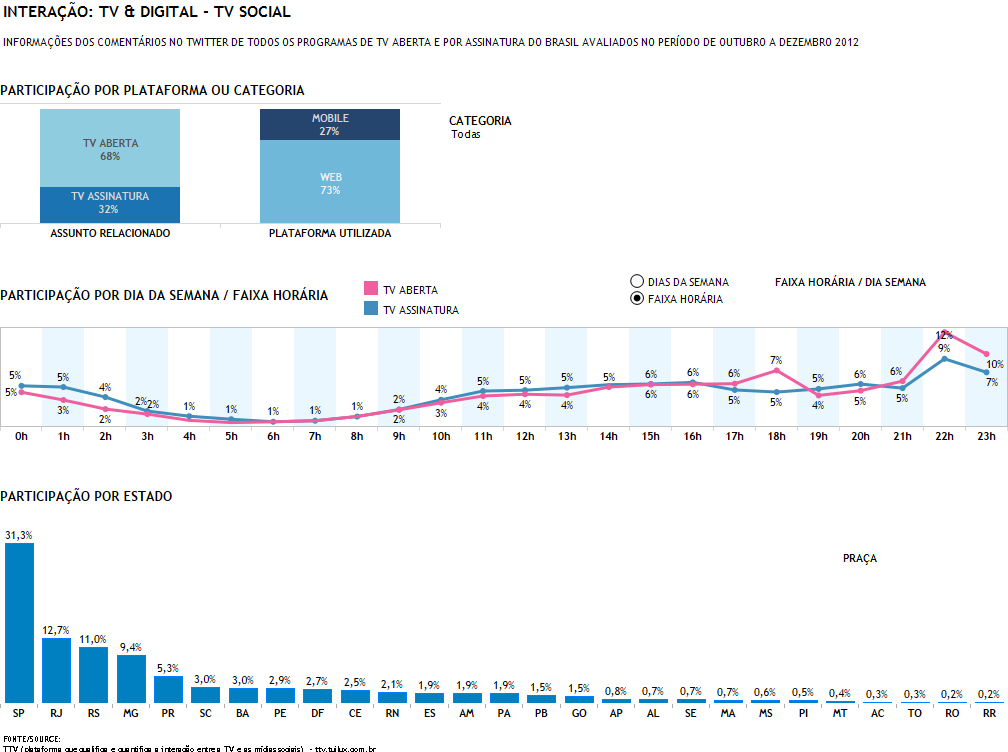 INTERAÇÃO: TV & DIGITAL - TV SOCIAL
INFORMAÇÕES DOS COMENTÁRIOS NO TWITTER DE TODOS OS PROGRAMAS DE TV ABERTA E POR ASSINATURA DO BRASIL AVALIADOS NO PERÍODO DE OUTUBRO A DEZEMBRO 2012
PARTICIPAÇÃO POR PLATAFORMA OU CATEGORIA
TV ABERTA
68%
TV ASSINATURA
32%
ASSUNTO RELACIONADO
MOBILE
27%
WEB
73%
PLATAFORMA UTILIZADA
CATEGORIA
Todas
PARTICIPAÇÃO POR DIA DA SEMANA / FAIXA HORÁRIA
TV ABERTA
TV ASSINATURA
DIAS DA SEMANA
FAIXA HORÁRIA
FAIXA HORÁRIA / DIA SEMANA
5% 5% 4% 2% 1% 1% 1% 1% 1% 2% 4% 5% 5% 5% 5% 6% 6% 6% 7% 5% 6% 6% 12% 10%
5% 3% 2% 2% 2% 3% 4% 4% 4% 6% 6% 5% 5% 4% 5% 5% 9% 7%
0h 1h 2h 3h 4h 5h 6h 7h 8h 9h 10h 11h 12h 13h 14h 15h 16h 17h 18h 19h 20h 21h 22h 23h
PARTICIPAÇÃO POR ESTADO
PRAÇA
31,3% 12,7% 11,0% 9,4% 5,3% 3,0% 3,0% 2,9% 2,7% 2,5% 2,1% 1,9% 1,9% 1,9% 1,5% 1,5% 0,8% 0,7% 0,7% 0,7% 0,6% 0,5% 0,4% 0,3% 0,3% 0,2% 0,2%
SP RJ RS MG PR SC BA PE DF CE RN ES AM PA PB GO AP AL SE MA MS PI MT AC TO RO RR
FONTE/SOURCE:
TTV (plataforma que qualifica e quantifica a interação entre a TV e as mídias sociais) - ttv.tuilux.com.br